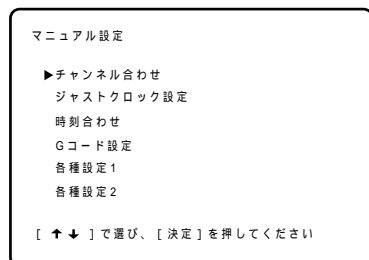 マニュアル設定
▶チャンネル合わせ
ジャストクロック設定
時刻合わせ
Gコード設定
各種設定1
各種設定2
[ ↑↓ ]で選び、[決定]を押してください